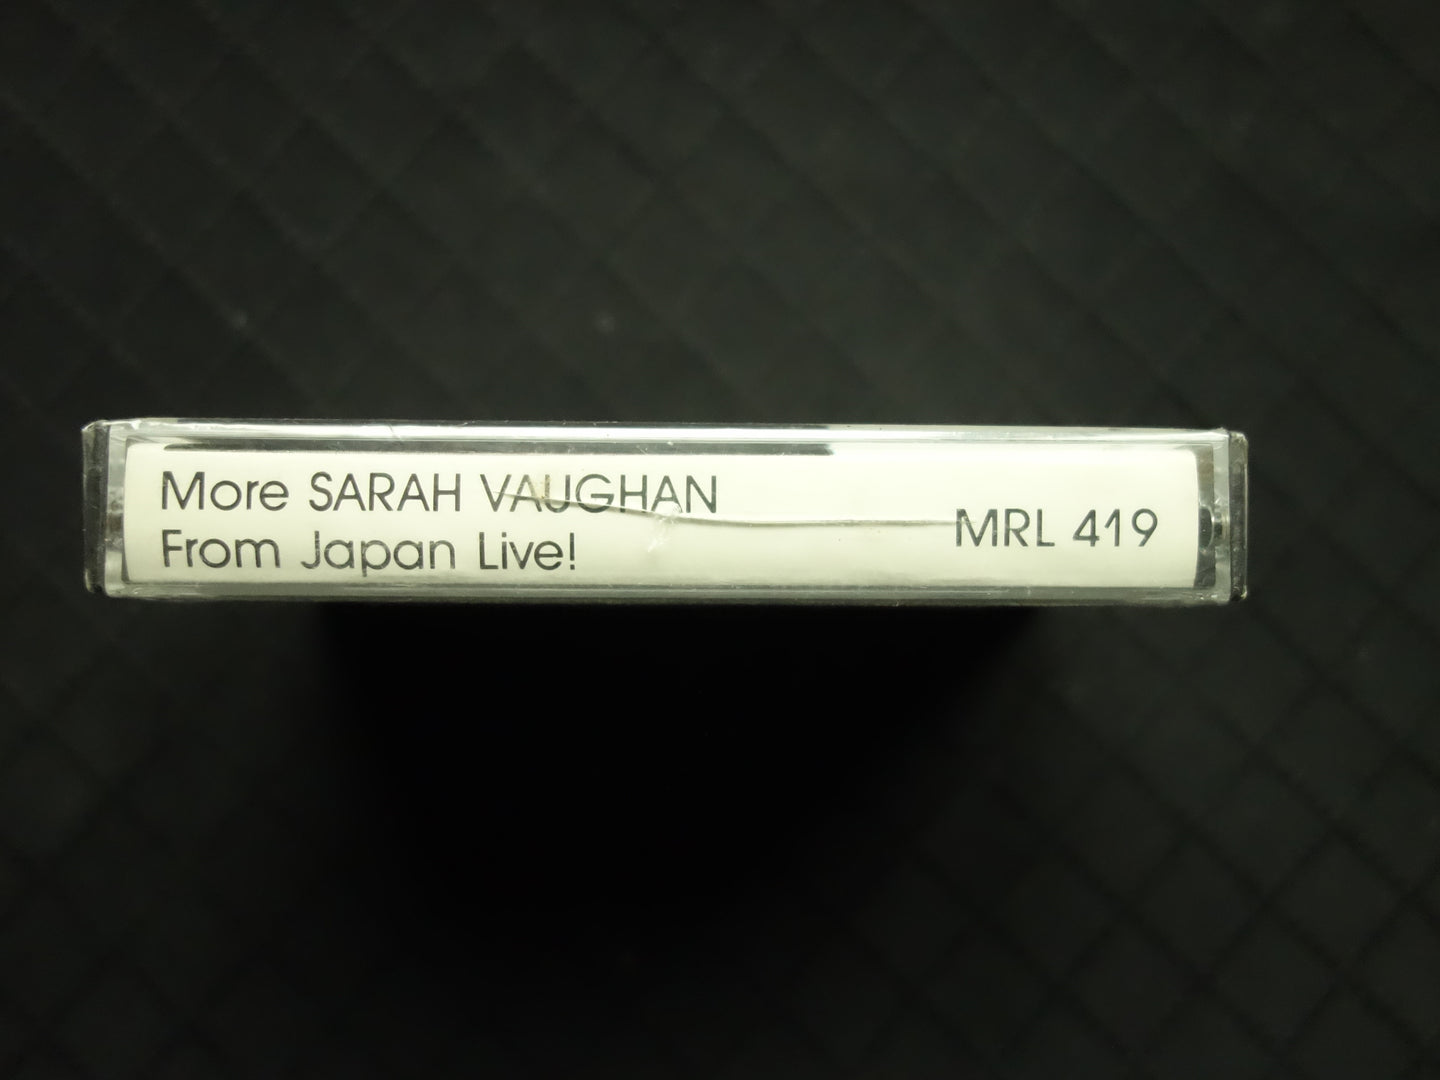 More SARAH VAUGHAN
From Japan Live!
MRL 419